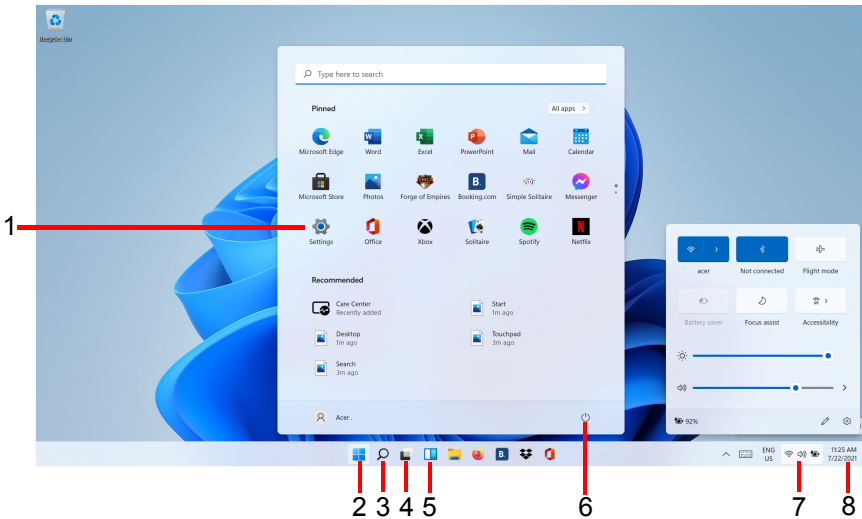 Recycle Bin
Type here to search
Pinned
All apps >
Microsoft Edge Word Excel PowerPoint Mail Calendar
Microsoft Store Photos Forge of Empires Booking.com Simple Solitaire Messenger
1
Settings Office Xbox Solitaire Spotify Netflix
Recommended
Care Center
Recently added
Start
1m ago
Desktop
1m ago
Touchpad
3m ago
Search
3m ago
Acer .
acer Not connected Flight mode
Battery saver Focus assist Accessibility
92%
ENG
US
11:25 AM
7/22/2021
2 3 4 5 6 7 8